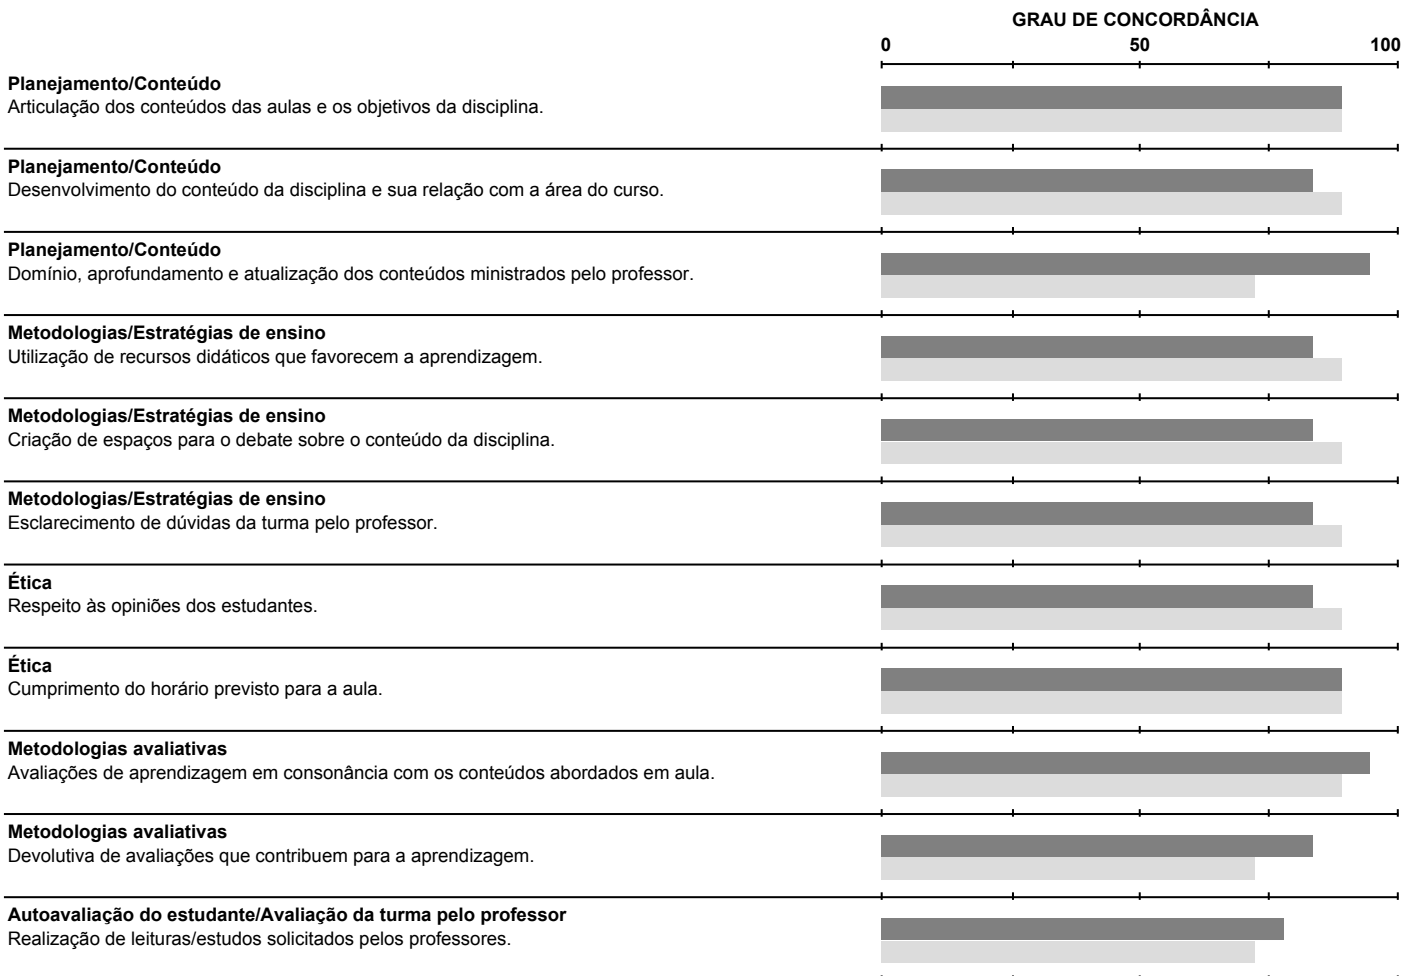 GRAU DE CONCORDÂNCIA
0 50 100
Planejamento/Conteúdo
Articulação dos conteúdos das aulas e os objetivos da disciplina.
Planejamento/Conteúdo
Desenvolvimento do conteúdo da disciplina e sua relação com a área do curso.
Planejamento/Conteúdo
Domínio, aprofundamento e atualização dos conteúdos ministrados pelo professor.
Metodologias/Estratégias de ensino
Utilização de recursos didáticos que favorecem a aprendizagem.
Metodologias/Estratégias de ensino
Criação de espaços para o debate sobre o conteúdo da disciplina.
Metodologias/Estratégias de ensino
Esclarecimento de dúvidas da turma pelo professor.
Ética
Respeito às opiniões dos estudantes.
Ética
Cumprimento do horário previsto para a aula.
Metodologias avaliativas
Avaliações de aprendizagem em consonância com os conteúdos abordados em aula.
Metodologias avaliativas
Devolutiva de avaliações que contribuem para a aprendizagem.
Autoavaliação do estudante/Avaliação da turma pelo professor
Realização de leituras/estudos solicitados pelos professores.